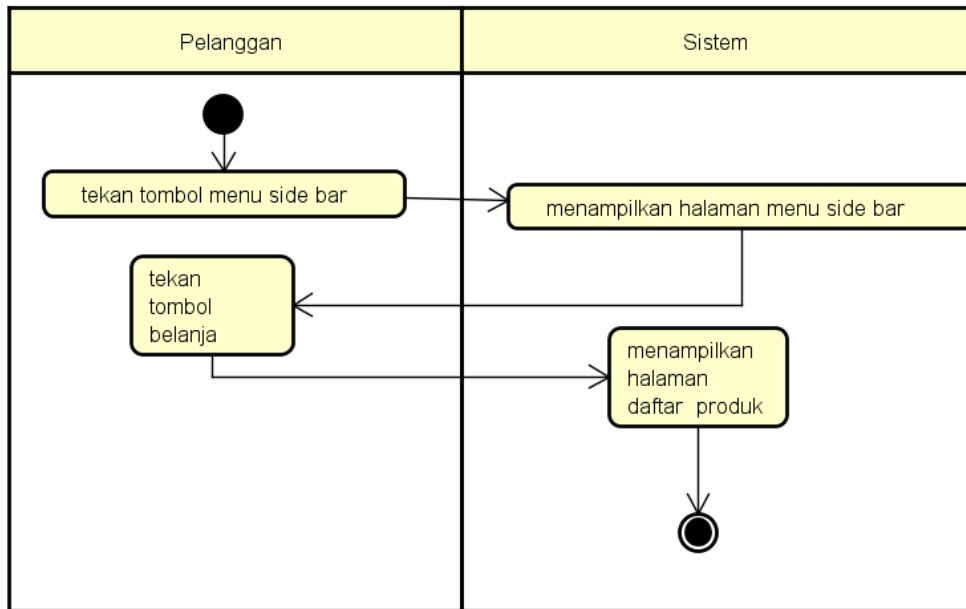 Pelanggan
Sistem
tekan tombol menu side bar
menampilkan halaman menu side bar
tekan
tombol
belanja
menampilkan
halaman
daftar produk